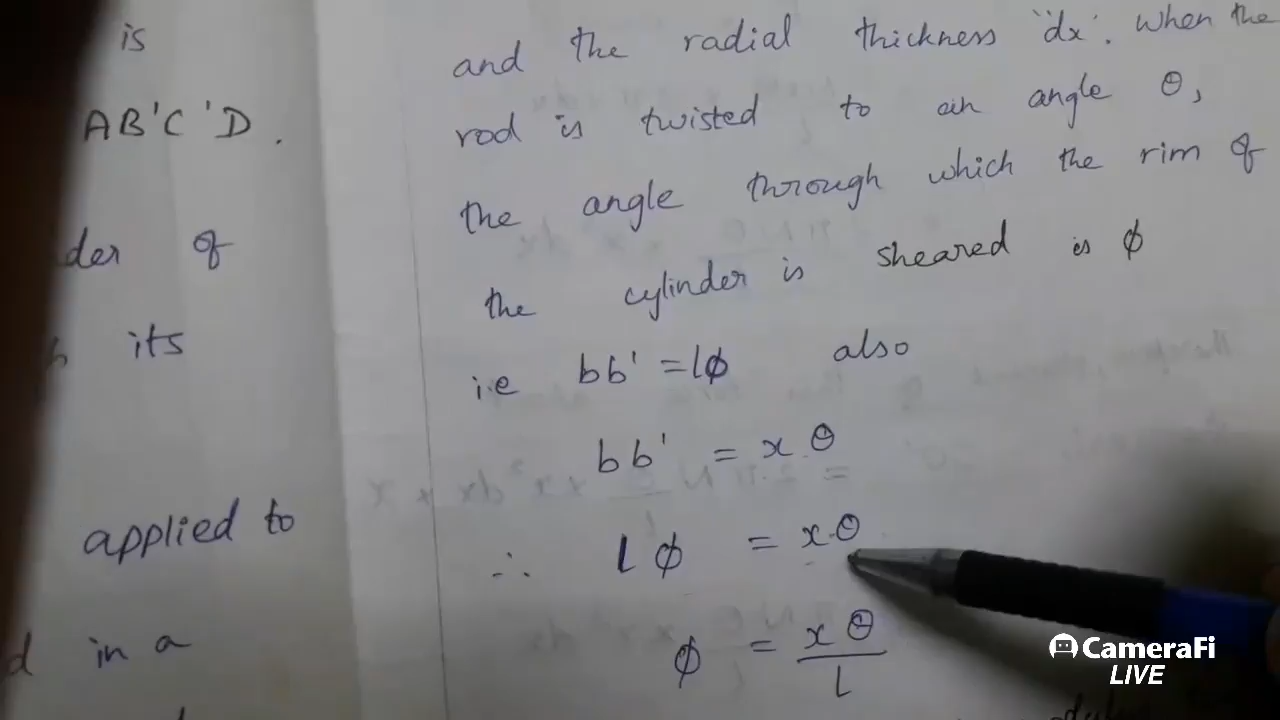 is
AB'C'D.
der of
its
applied to
d in a
and the radial thickness "dx". When the
rod is twisted to an angle θ,
the angle through which the rim of
the cylinder is sheared is ϕ
i.e bb' = lϕ also
bb' = xθ
∴ lϕ = x.θ
ϕ = xθ/l
CameraFi
LIVE